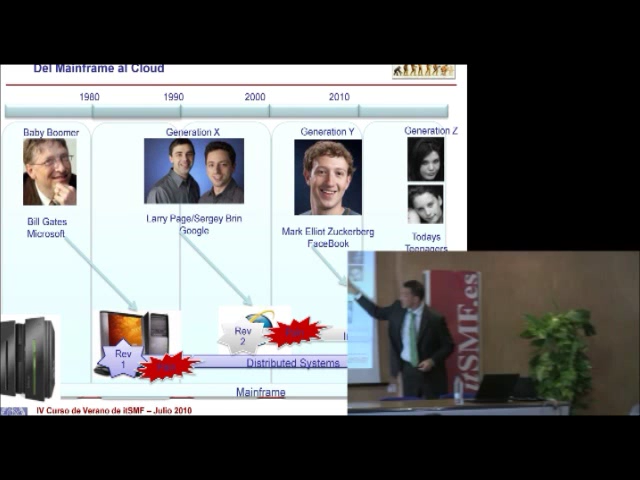 Del Mainframe al Cloud
1980 1990 2000 2010
Baby Boomer Generation X Generation Y Generation Z
Bill Gates
Microsoft
Larry Page/Sergey Brin
Google
Mark Elliot Zuckerberg
FaceBook
Todays
Teenagers
Rev
1
Rev
2
Distributed Systems
Mainframe
IV Curso de Verano de itSMF – Julio 2010
itSMF.es